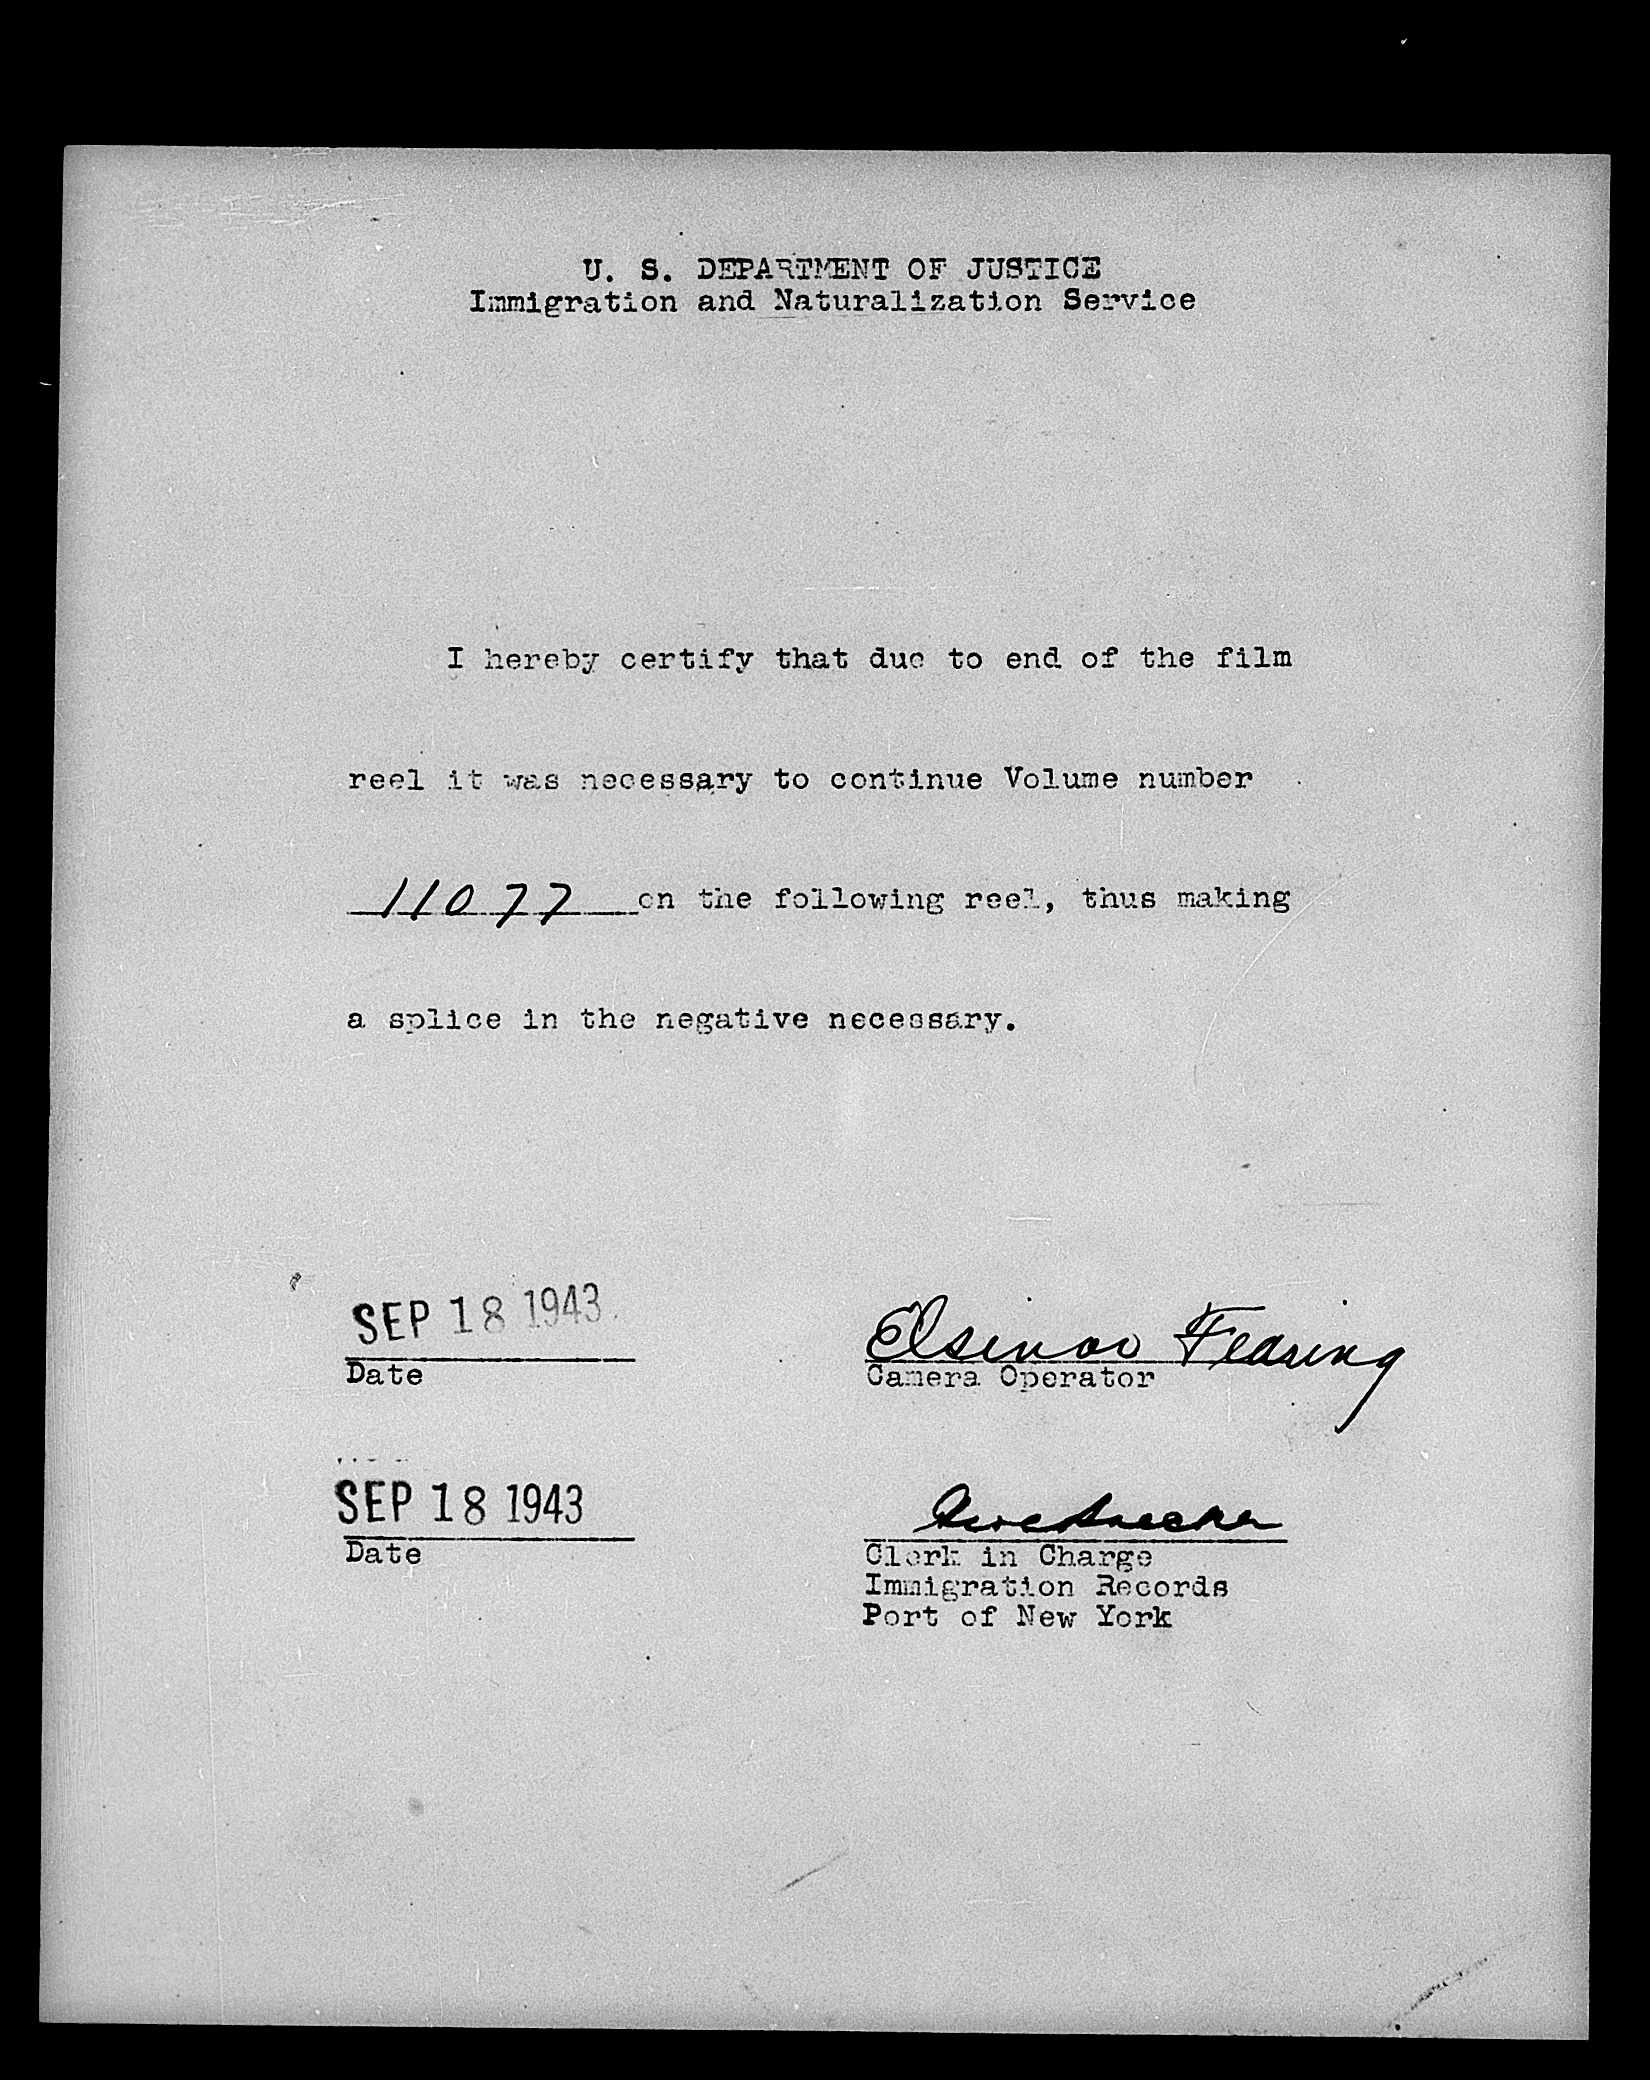 U. S. DEPARTMENT OF JUSTICE
Immigration and Naturalization Service
I hereby certify that due to end of the film
reel it was necessary to continue Volume number
11077 on the following reel, thus making
a splice in the negative necessary.
SEP 18 1943
Date
Elsinor Fearing
Camera Operator
SEP 18 1943
Date
Clerk in Charge
Immigration Records
Port of New York